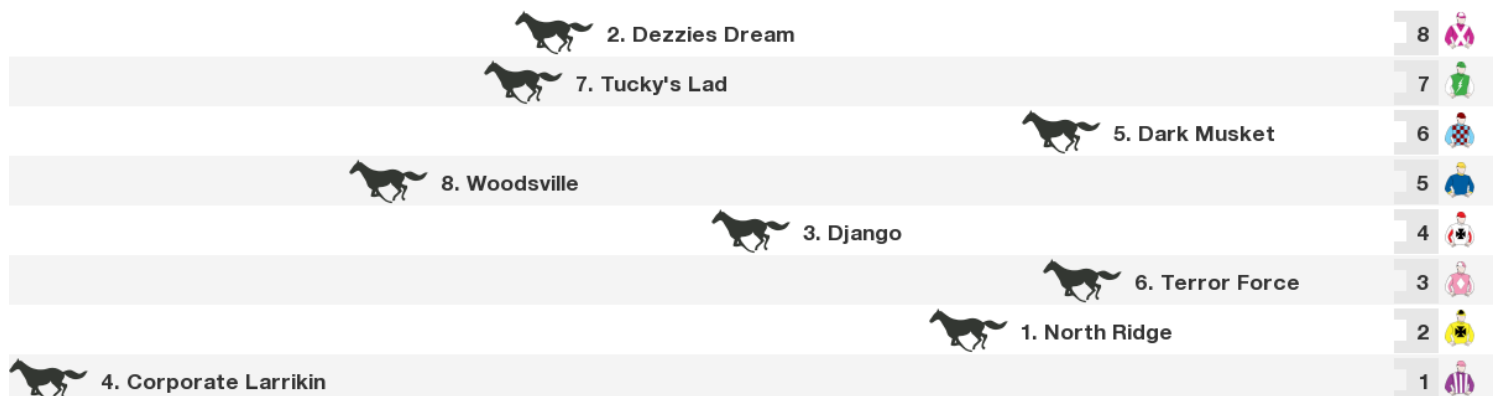 2. Dezzies Dream 8
7. Tucky's Lad 7
5. Dark Musket 6
8. Woodsville 5
3. Django 4
6. Terror Force 3
1. North Ridge 2
4. Corporate Larrikin 1